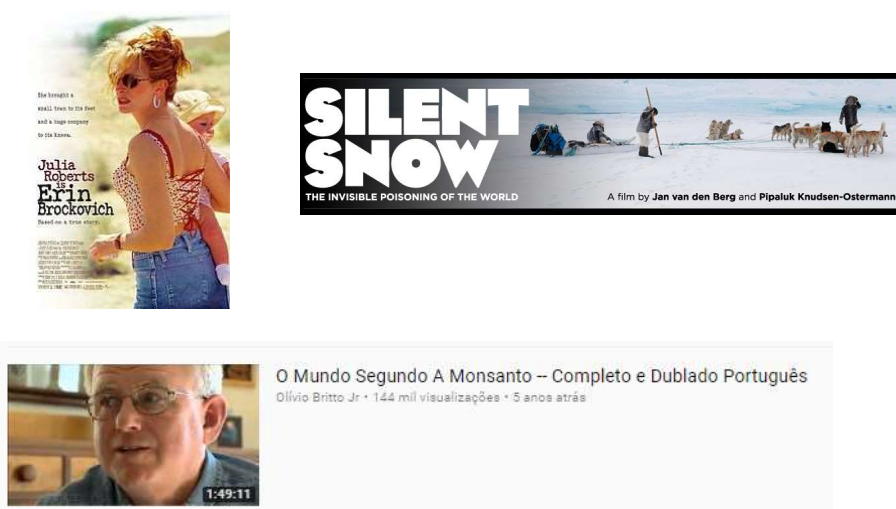 She brought a
small town to its feet
and a huge company
to its knees.
Julia
Roberts
is
Erin
Brockovich
Based on a true story.
SILENT
SNOW
THE INVISIBLE POISONING OF THE WORLD
A film by Jan van den Berg and Pipaluk Knudsen-Ostermann
O Mundo Segundo A Monsanto -- Completo e Dublado Português
Olívio Britto Jr • 144 mil visualizações • 5 anos atrás
1:49:11